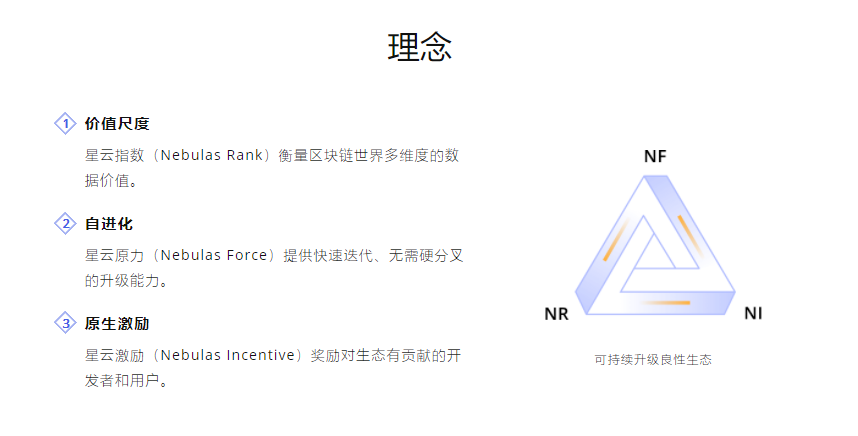 理念
1 价值尺度
星云指数（Nebulas Rank）衡量区块链世界多维度的数
据价值。
2 自进化
星云原力（Nebulas Force）提供快速迭代、无需硬分叉
的升级能力。
3 原生激励
星云激励（Nebulas Incentive）奖励对生态有贡献的开
发者和用户。
NF
NR
NI
可持续升级良性生态